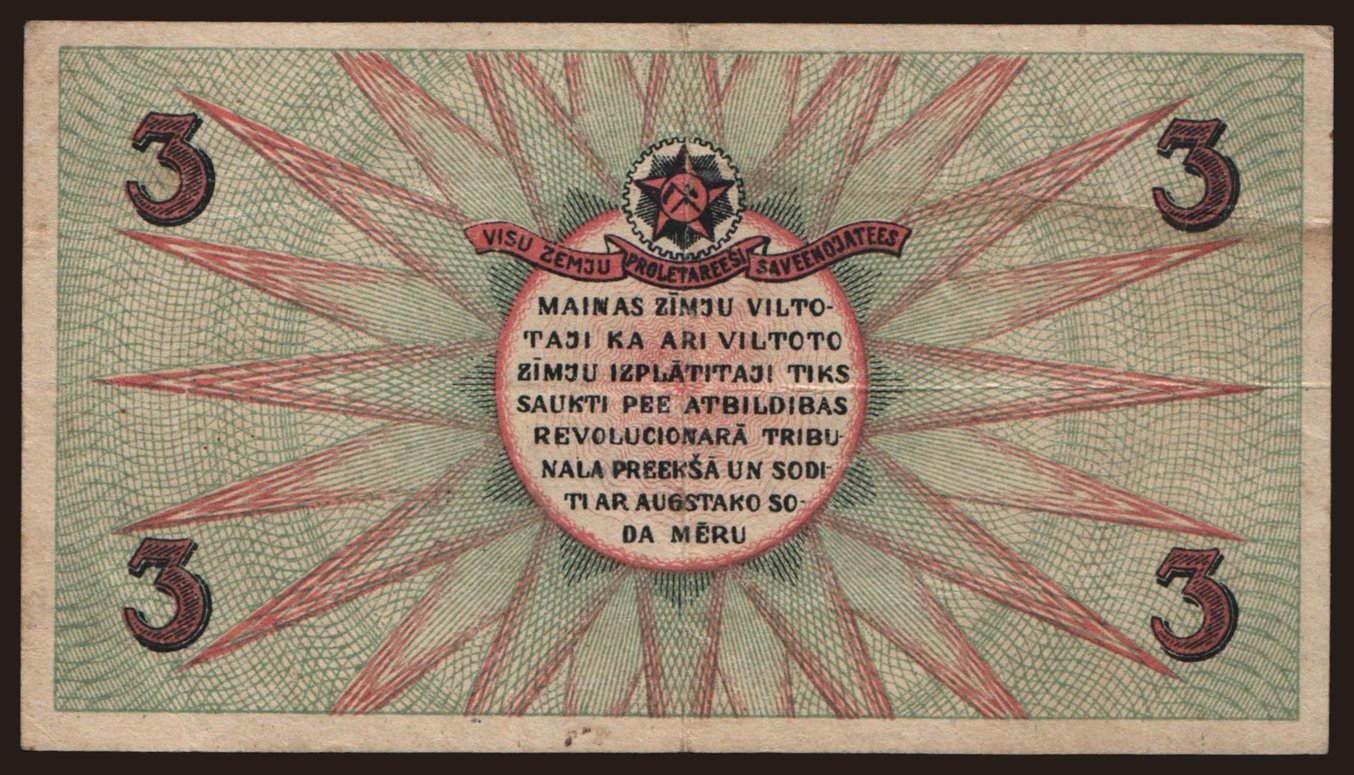 3
3
VISU ZEMJU PROLETAREEŠI SAVEENOJATEES
MAINAS ZĪMJU VILTO-
TAJI KA ARI VILTOTO
ZĪMJU IZPLĀTITAJI TIKS
SAUKTI PEE ATBILDIBAS
REVOLUCIONARĀ TRIBU-
NALA PREEKŠĀ UN SODI-
TI AR AUGSTAKO SO-
DA MĒRU
3
3